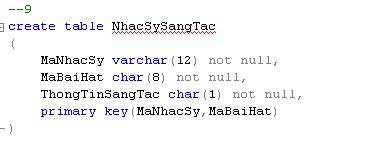 --9
create table NhacSySangTac
(
MaNhacSy varchar(12) not null,
MaBaiHat char(8) not null,
ThongTinSangTac char(1) not null,
primary key(MaNhacSy,MaBaiHat)
)